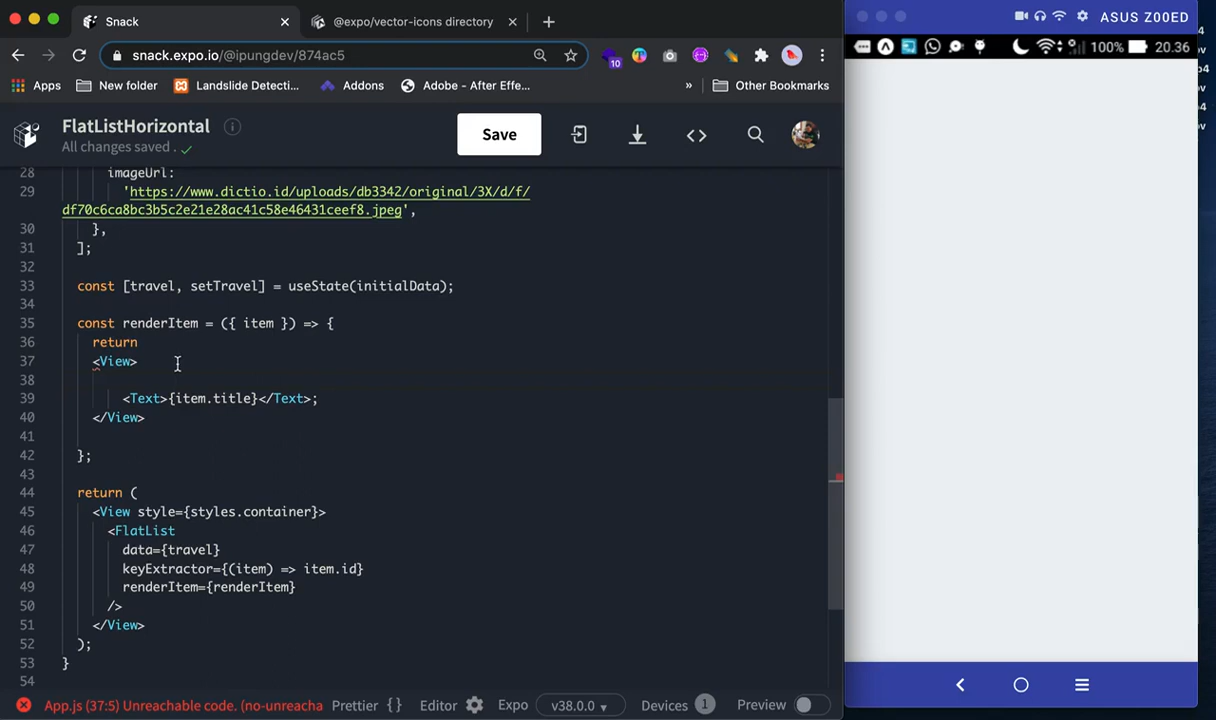 Snack
@expo/vector-icons directory
ASUS Z00ED
snack.expo.io/@ipungdev/874ac5
10
100% 20.36
Apps New folder Landslide Detecti... Addons Adobe - After Effe... » Other Bookmarks
FlatListHorizontal
All changes saved .
Save
28 imageUrl:
29 'https://www.dictio.id/uploads/db3342/original/3X/d/f/
df70c6ca8bc3b5c2e21e28ac41c58e46431ceef8.jpeg',
30 },
31 ];
32
33 const [travel, setTravel] = useState(initialData);
34
35 const renderItem = ({ item }) => {
36 return
37 <View>
38
39 <Text>{item.title}</Text>;
40 </View>
41
42 };
43
44 return (
45 <View style={styles.container}>
46 <FlatList
47 data={travel}
48 keyExtractor={(item) => item.id}
49 renderItem={renderItem}
50 />
51 </View>
52 );
53 }
54
App.js (37:5) Unreachable code. (no-unreacha Prettier { } Editor Expo v38.0.0 Devices 1 Preview